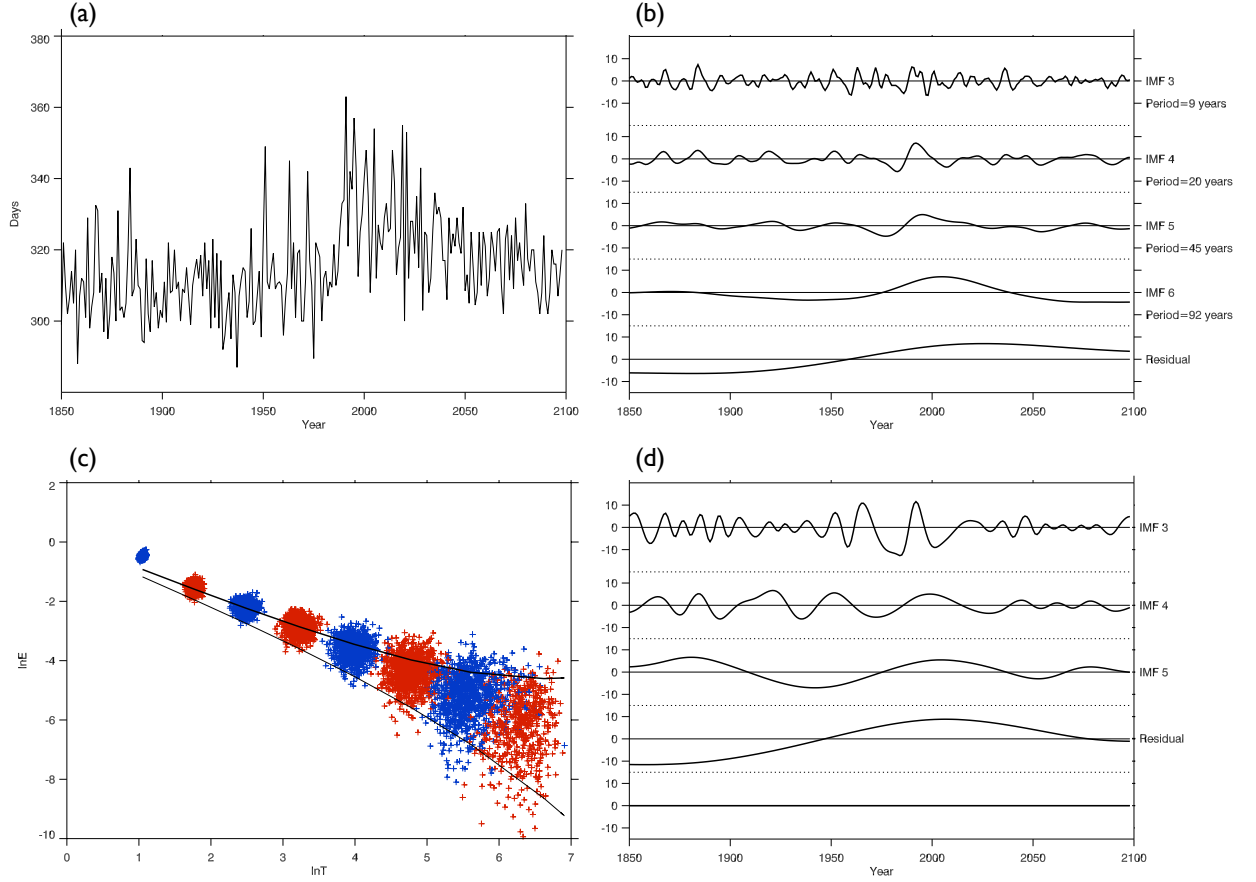 (a)
380
360
340
320
300
Days
1850
1900
1950
2000
2050
2100
Year
(b)
10
0
-10
IMF 3
Period=9 years
10
0
-10
IMF 4
Period=20 years
10
0
-10
IMF 5
Period=45 years
10
0
-10
IMF 6
Period=92 years
10
0
-10
Residual
1850
1900
1950
2000
2050
2100
Year
(c)
2
0
-2
-4
-6
-8
-10
lnE
0
1
2
3
4
5
6
7
lnT
(d)
10
0
-10
IMF 3
10
0
-10
IMF 4
10
0
-10
IMF 5
10
0
-10
Residual
10
0
-10
1850
1900
1950
2000
2050
2100
Year